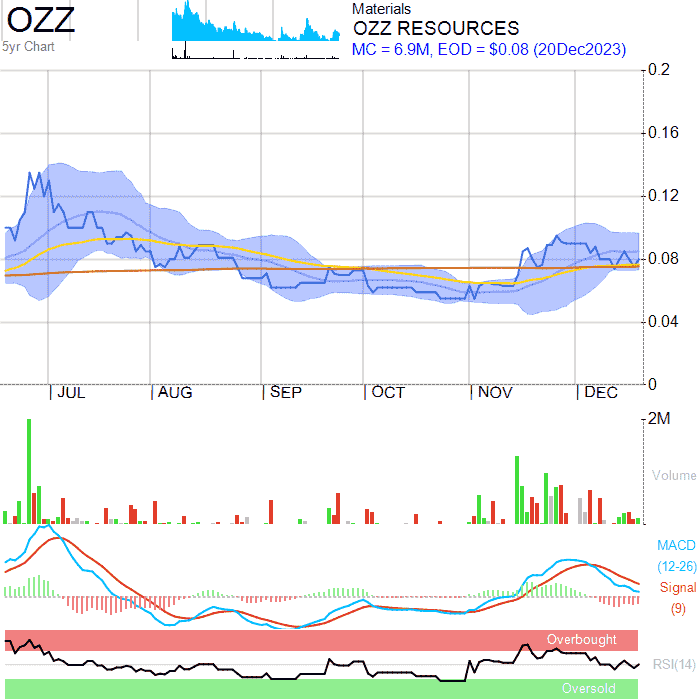 OZZ
5yr Chart
Materials
OZZ RESOURCES
MC = 6.9M, EOD = $0.08 (20Dec2023)
0.2
0.16
0.12
0.08
0.04
0
JUL AUG SEP OCT NOV DEC
2M
Volume
MACD
(12-26)
Signal
(9)
Overbought
RSI(14)
Oversold